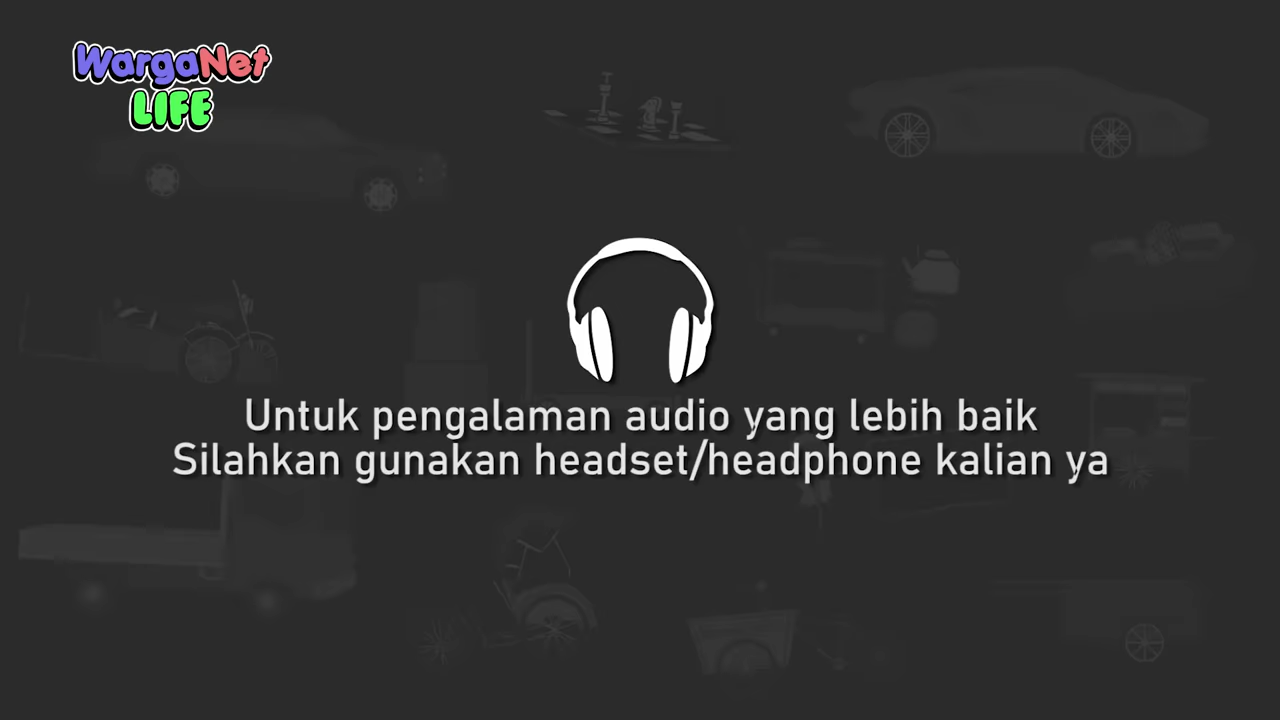 WargaNet
LIFE
Untuk pengalaman audio yang lebih baik
Silahkan gunakan headset/headphone kalian ya